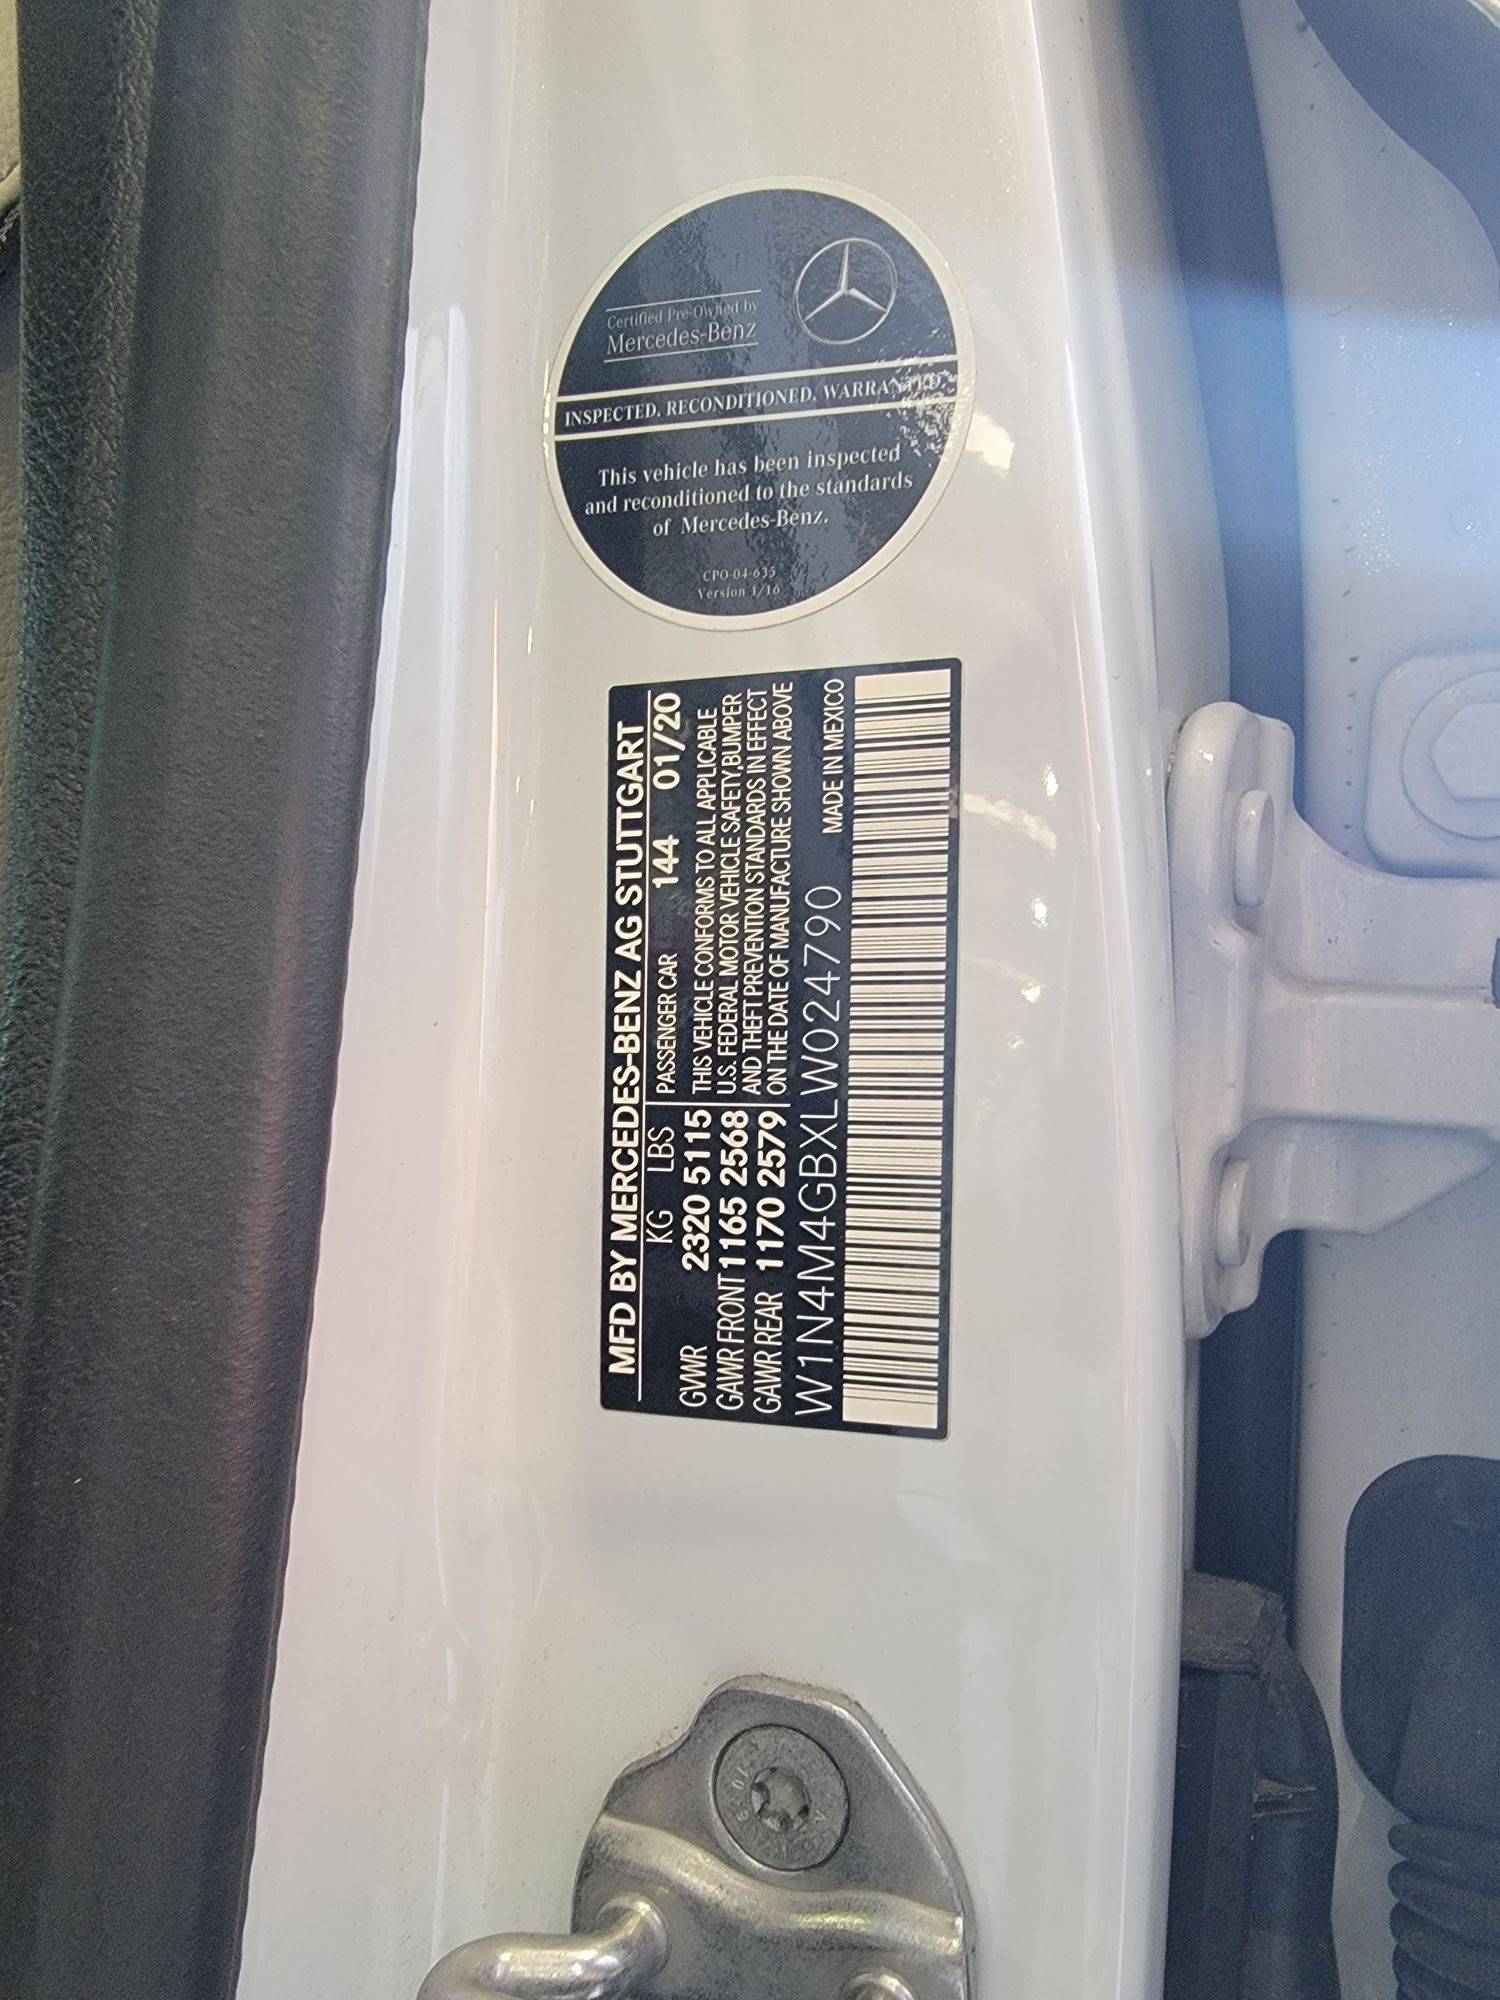 Certified Pre-Owned by
Mercedes-Benz
INSPECTED. RECONDITIONED. WARRANTED.
This vehicle has been inspected
and reconditioned to the standards
of Mercedes-Benz.
CPO-04-635
Version 1/16
MFD BY MERCEDES-BENZ AG STUTTGART
KG LBS PASSENGER CAR 144 01/20
GVWR 2320 5115 THIS VEHICLE CONFORMS TO ALL APPLICABLE
GAWR FRONT 1165 2568 U.S. FEDERAL MOTOR VEHICLE SAFETY,BUMPER
AND THEFT PREVENTION STANDARDS IN EFFECT
GAWR REAR 1170 2579 ON THE DATE OF MANUFACTURE SHOWN ABOVE
W1N4M4GBXLW024790 MADE IN MEXICO